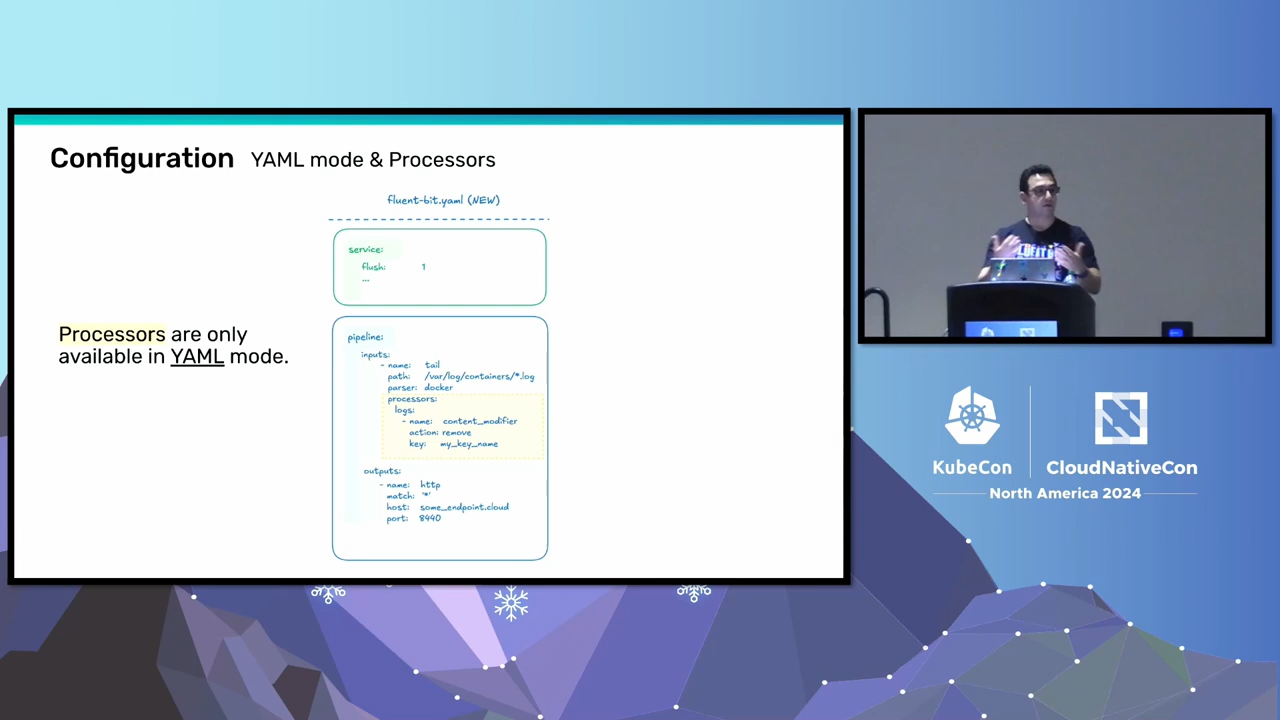 Configuration YAML mode & Processors
fluent-bit.yaml (NEW)
service:
flush: 1
...
Processors are only
available in YAML mode.
pipeline:
inputs:
- name: tail
path: /var/log/containers/*.log
parser: docker
processors:
logs:
- name: content_modifier
action: remove
key: my_key_name
outputs:
- name: http
match: '*'
host: some_endpoint.cloud
port: 8990
KubeCon
CloudNativeCon
North America 2024